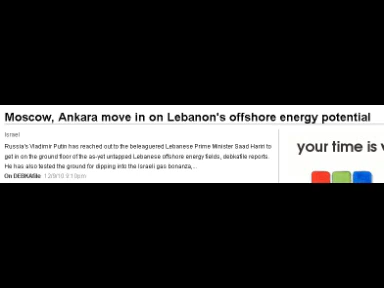 Moscow, Ankara move in on Lebanon's offshore energy potential
Israel
Russia's Vladimir Putin has reached out to the beleaguered Lebanese Prime Minister Saad Hariri to
get in on the ground floor of the as-yet untapped Lebanese offshore energy fields, debkafile reports.
He has also tested the ground for dipping into the Israeli gas bonanza,...
On DEBKAfile
your time is